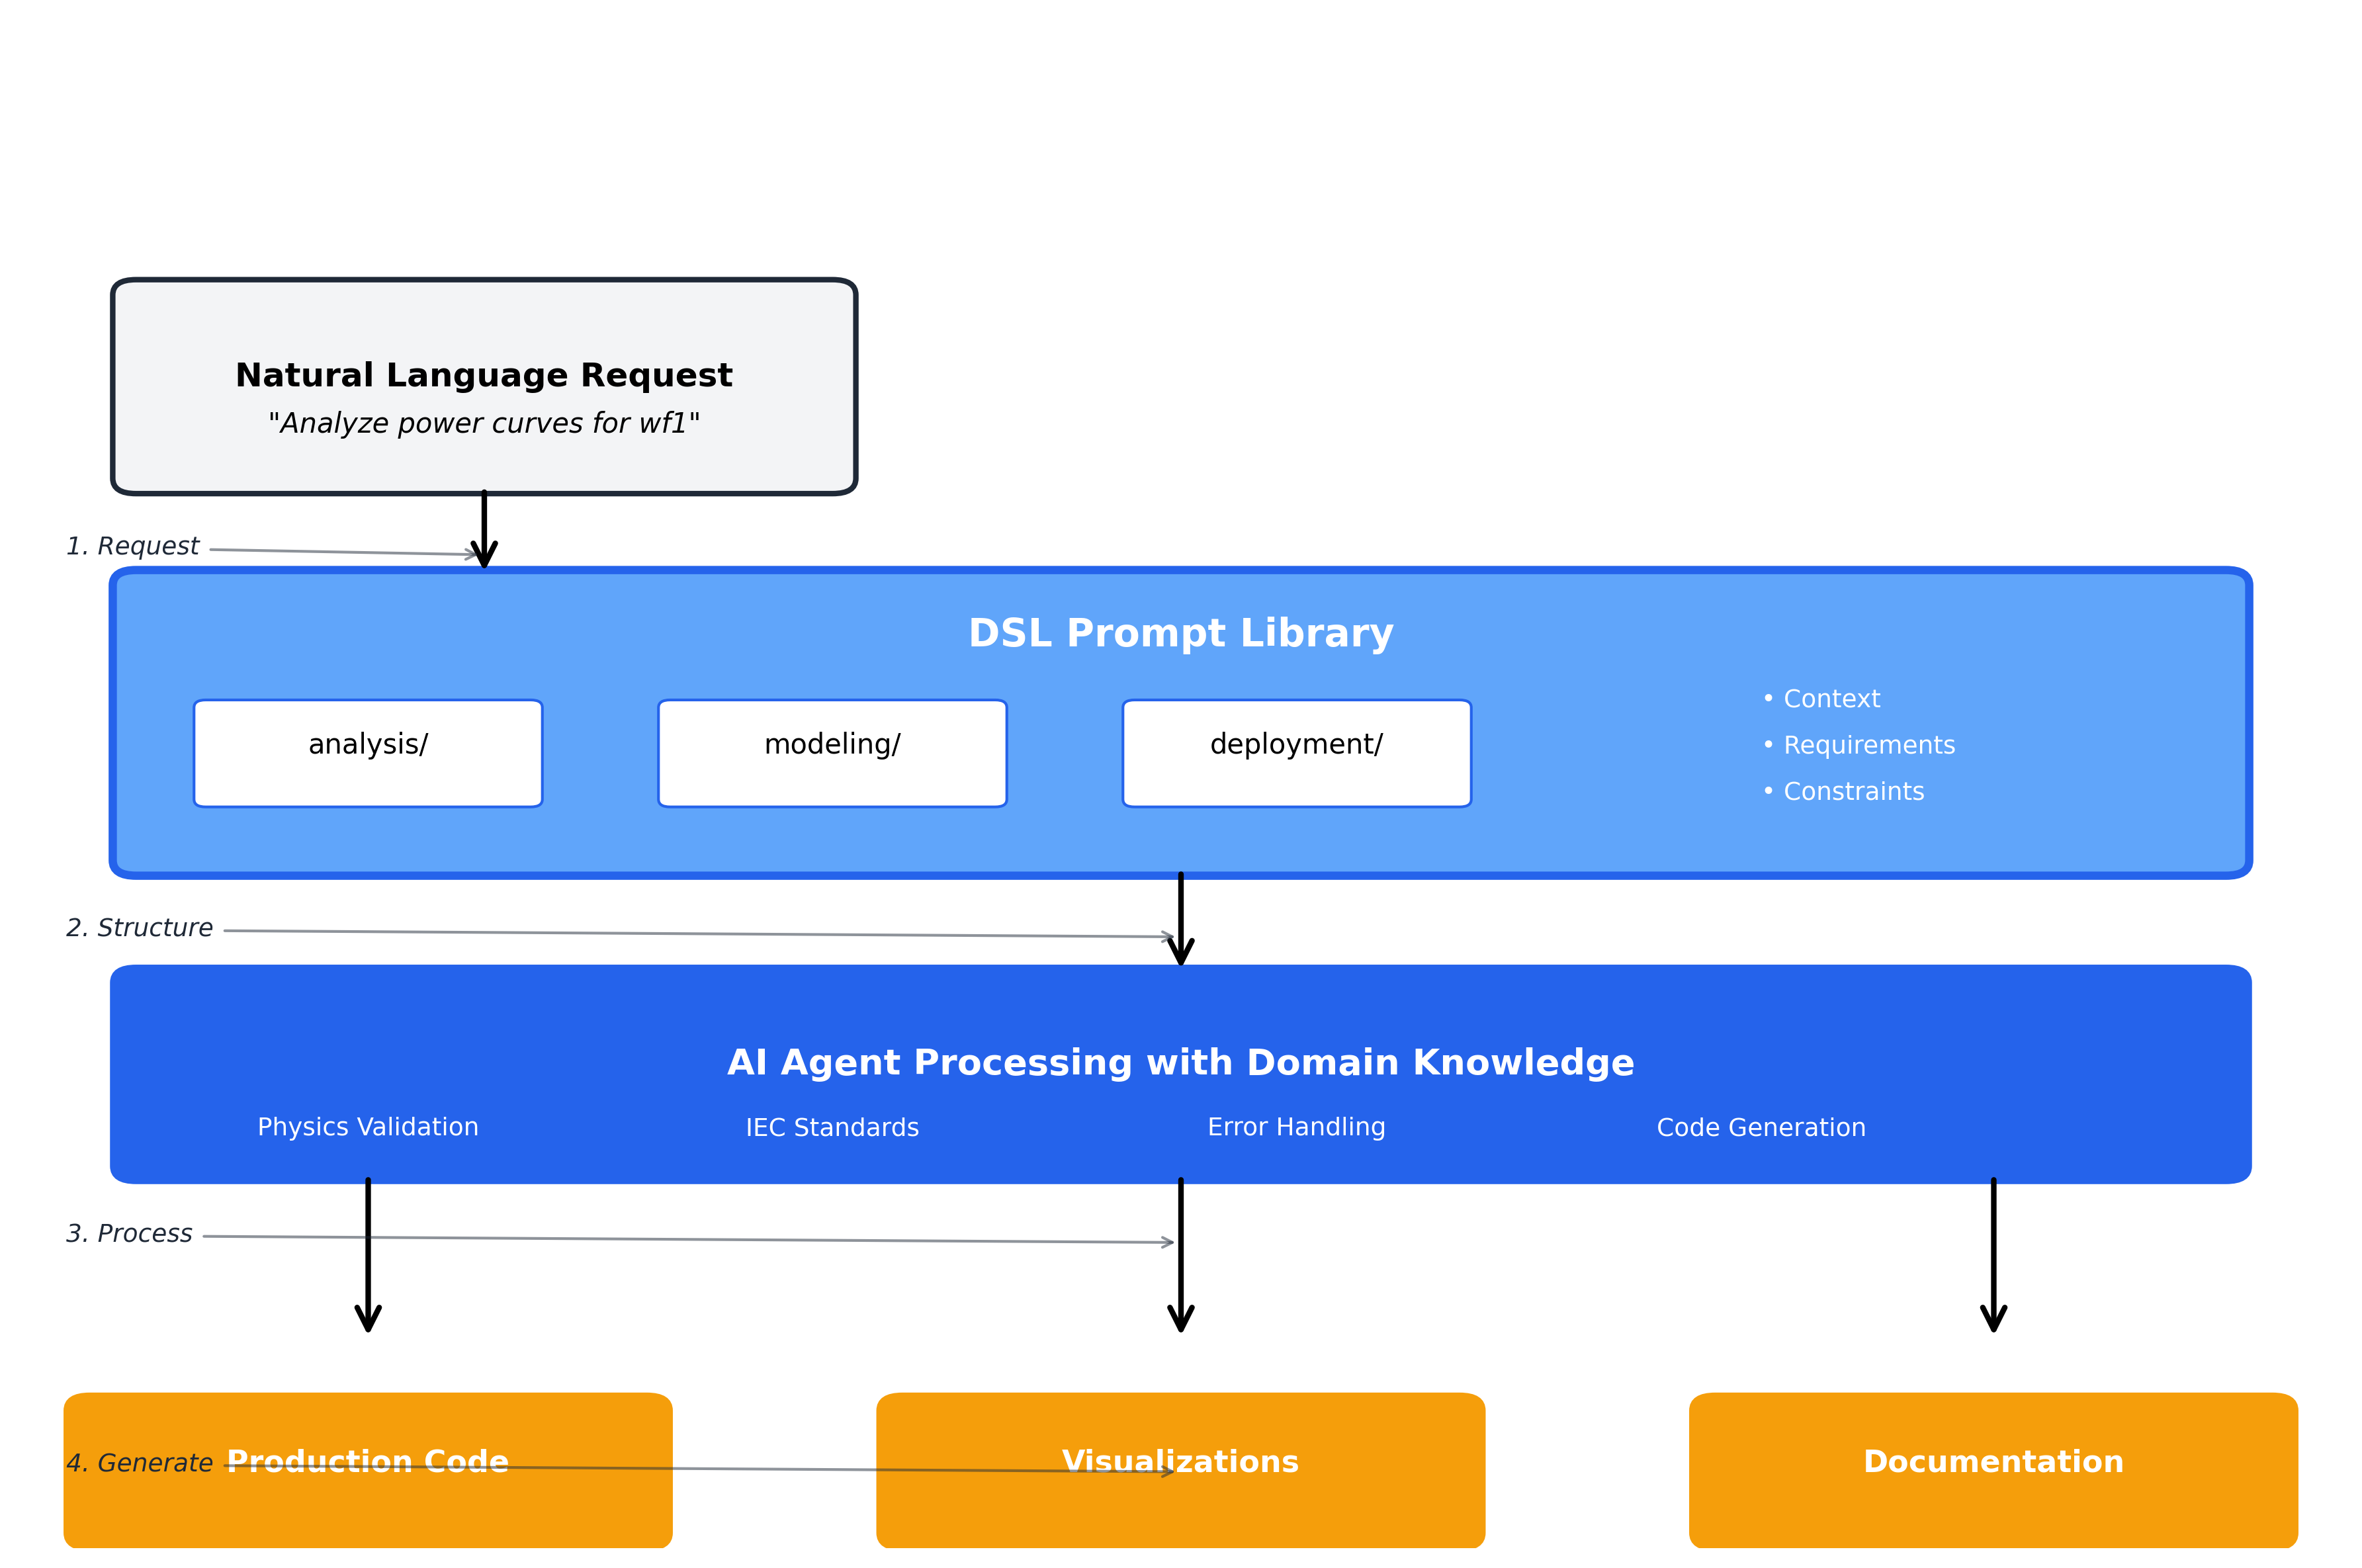 Natural Language Request
"Analyze power curves for wf1"
1. Request
DSL Prompt Library
analysis/
modeling/
deployment/
• Context
• Requirements
• Constraints
2. Structure
AI Agent Processing with Domain Knowledge
Physics Validation
IEC Standards
Error Handling
Code Generation
3. Process
4. Generate
Production Code
Visualizations
Documentation